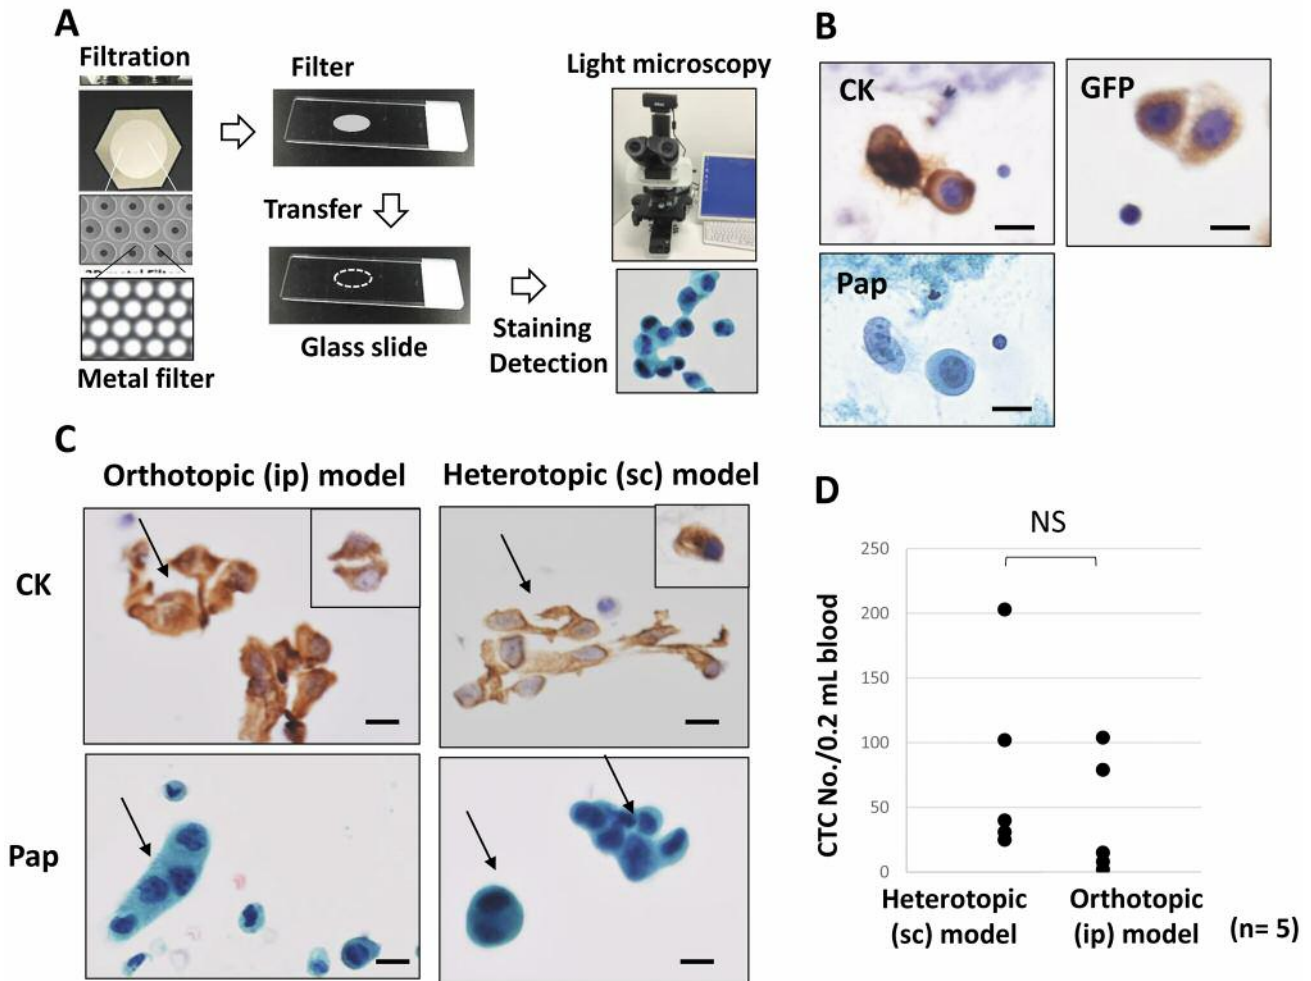 A
Filtration
Filter
Light microscopy
Transfer
Glass slide
Staining
Detection
Metal filter
B
CK
GFP
Pap
C
Orthotopic (ip) model
Heterotopic (sc) model
CK
Pap
D
NS
250
200
150
100
50
0
CTC No./0.2 mL blood
Heterotopic
(sc) model
Orthotopic
(ip) model
(n= 5)